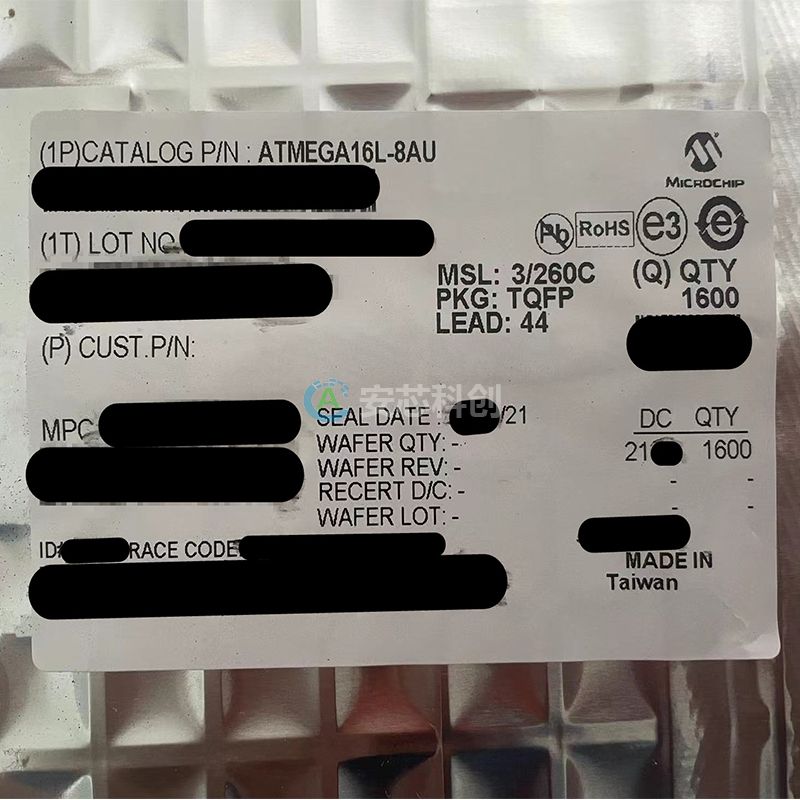 (1P)CATALOG P/N : ATMEGA16L-8AU
MICROCHIP
(1T) LOT NO
Pb RoHS e3 e
MSL: 3/260C
PKG: TQFP
LEAD: 44
(Q) QTY
1600
(P) CUST.P/N:
安芯科创
MPC
SEAL DATE : /21
WAFER QTY: -
WAFER REV: -
RECERT D/C: -
WAFER LOT: -
DC QTY
21 1600
- -
- -
ID# RACE CODE
MADE IN
Taiwan